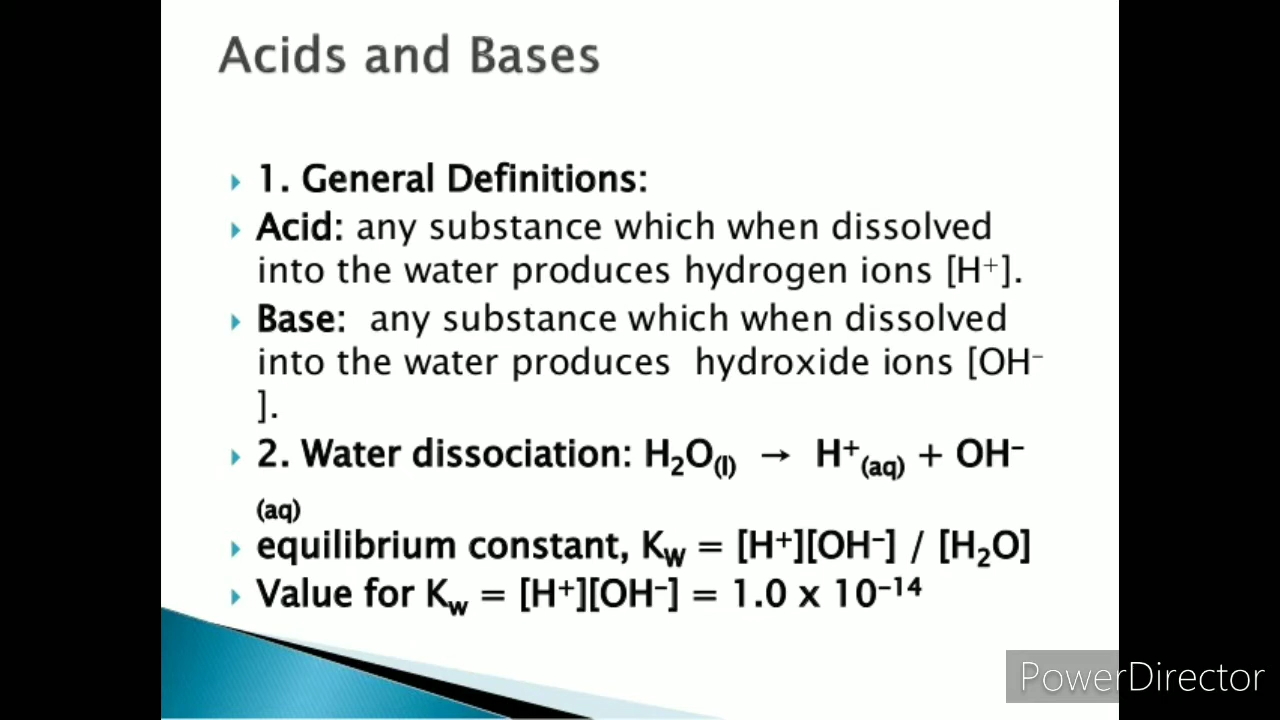 Acids and Bases
1. General Definitions:
Acid: any substance which when dissolved
into the water produces hydrogen ions [H⁺].
Base:  any substance which when dissolved
into the water produces  hydroxide ions [OH⁻
].
2. Water dissociation: H₂O₍l₎ → H⁺₍aq₎ + OH⁻
(aq)
equilibrium constant, KW = [H⁺][OH⁻] / [H₂O]
Value for Kw = [H⁺][OH⁻] = 1.0 x 10⁻¹⁴
PowerDirector